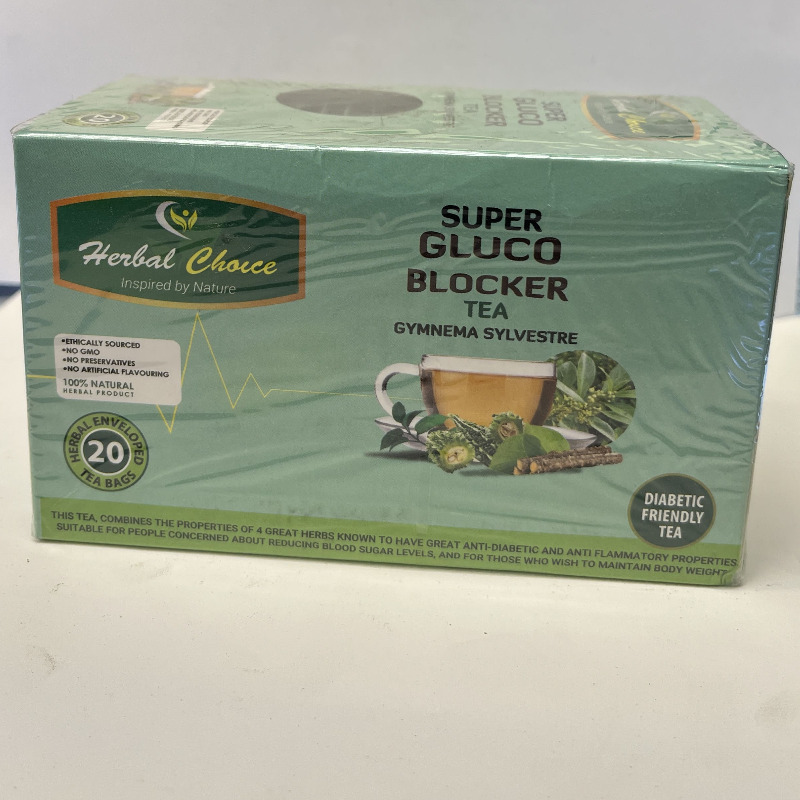 SUPER
GLUCO
BLOCKER
TEA
Herbal Choice
Inspired by Nature
SUPER
GLUCO
BLOCKER
TEA
GYMNEMA SYLVESTRE
•ETHICALLY SOURCED
•NO GMO
•NO PRESERVATIVES
•NO ARTIFICIAL FLAVOURING
100% NATURAL
HERBAL PRODUCT
HERBAL ENVELOPED
20
TEA BAGS
DIABETIC
FRIENDLY
TEA
THIS TEA, COMBINES THE PROPERTIES OF 4 GREAT HERBS KNOWN TO HAVE GREAT ANTI-DIABETIC AND ANTI FLAMMATORY PROPERTIES
SUITABLE FOR PEOPLE CONCERNED ABOUT REDUCING BLOOD SUGAR LEVELS, AND FOR THOSE WHO WISH TO MAINTAIN BODY WEIGHT